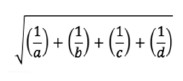 √((1/a) + (1/b) + (1/c) + (1/d))